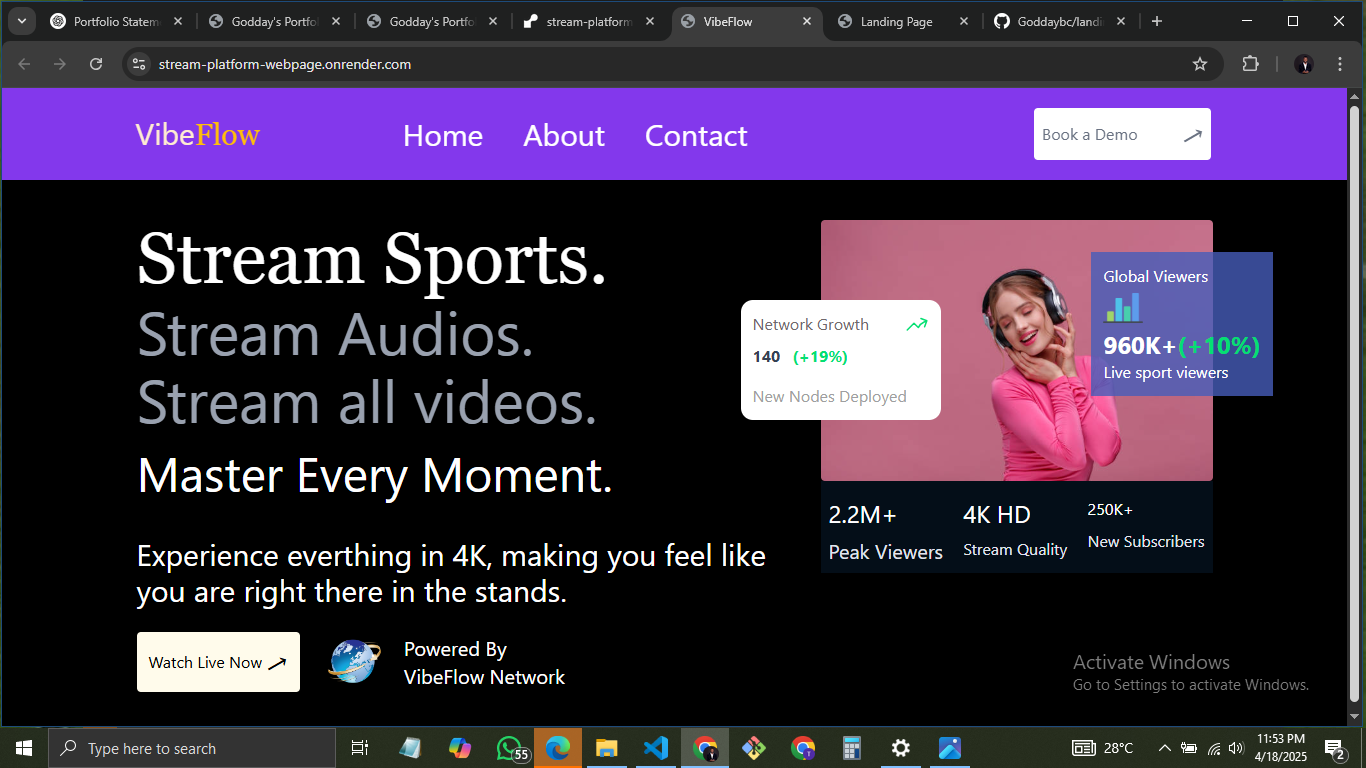 Portfolio Statem
Godday's Portfol
Godday's Portfol
stream-platform
VibeFlow
Landing Page
Goddaybc/landi
stream-platform-webpage.onrender.com
VibeFlow
Home
About
Contact
Book a Demo
Stream Sports.
Stream Audios.
Stream all videos.
Master Every Moment.
Experience everthing in 4K, making you feel like
you are right there in the stands.
Watch Live Now
Powered By
VibeFlow Network
Global Viewers
960K+(+10%)
Live sport viewers
Network Growth
140 (+19%)
New Nodes Deployed
2.2M+
Peak Viewers
4K HD
Stream Quality
250K+
New Subscribers
Activate Windows
Go to Settings to activate Windows.
Type here to search
55
28°C
11:53 PM
4/18/2025
2